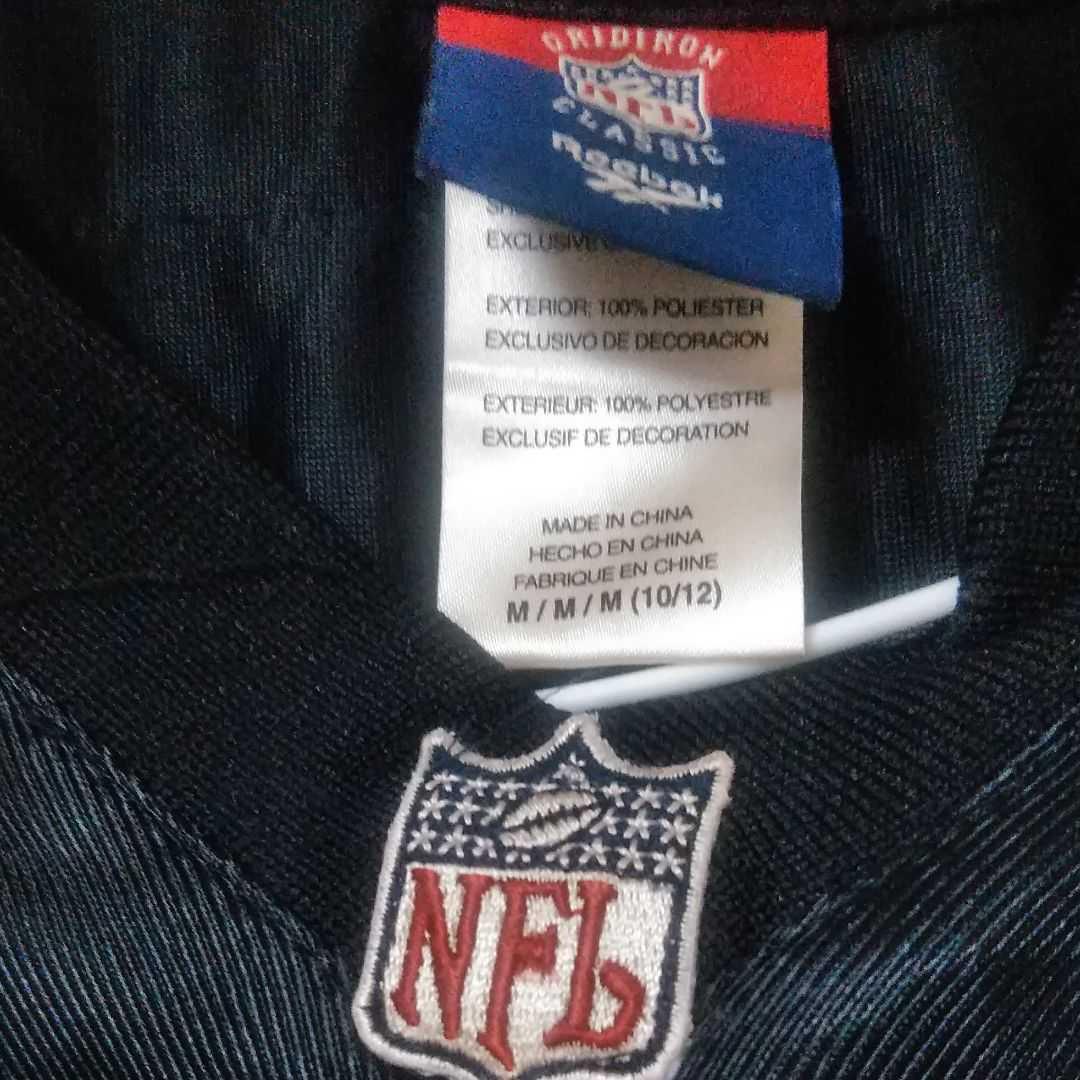 GRIDIRON
NFL
CLASSIC
Reebok
EXCLUSIVE
EXTERIOR: 100% POLIESTER
EXCLUSIVO DE DECORACION
EXTERIEUR: 100% POLYESTRE
EXCLUSIF DE DECORATION
MADE IN CHINA
HECHO EN CHINA
FABRIQUE EN CHINE
M / M / M (10/12)
NFL